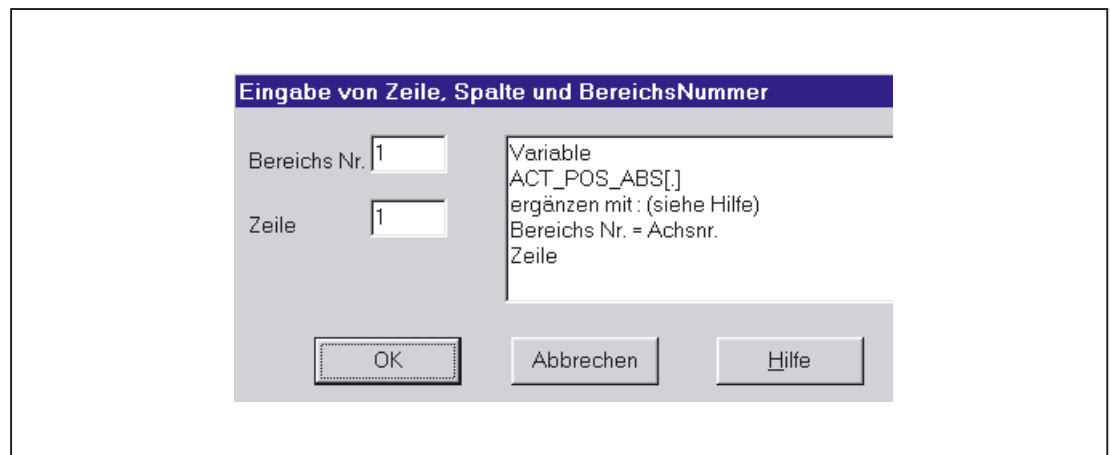 Eingabe von Zeile, Spalte und BereichsNummer
Bereichs Nr. 1
Zeile 1
Variable
ACT_POS_ABS[.]
ergänzen mit : (siehe Hilfe)
Bereichs Nr. = Achsnr.
Zeile
OK Abbrechen Hilfe